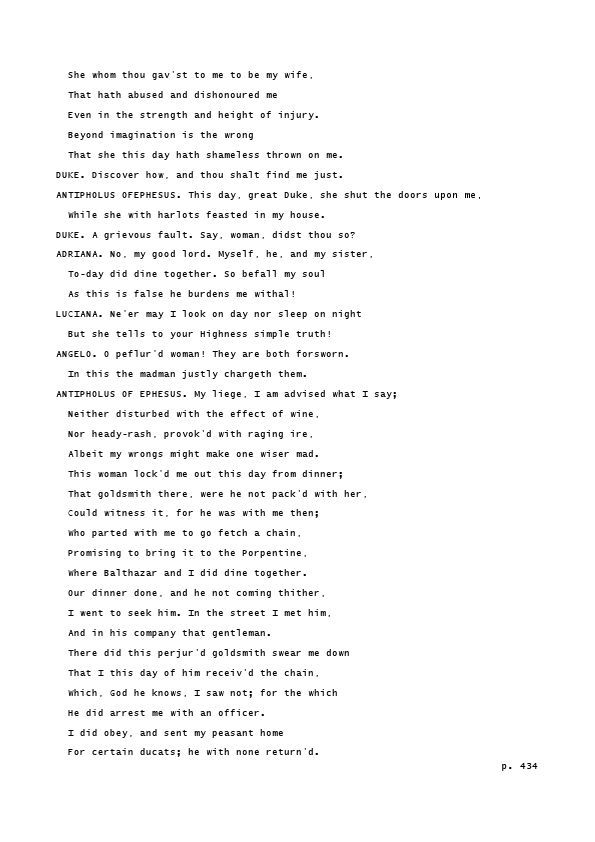 She whom thou gav'st to me to be my wife,
That hath abused and dishonoured me
Even in the strength and height of injury.
Beyond imagination is the wrong
That she this day hath shameless thrown on me.
DUKE. Discover how, and thou shalt find me just.
ANTIPHOLUS OFEPHESUS. This day, great Duke, she shut the doors upon me,
While she with harlots feasted in my house.
DUKE. A grievous fault. Say, woman, didst thou so?
ADRIANA. No, my good lord. Myself, he, and my sister,
To-day did dine together. So befall my soul
As this is false he burdens me withal!
LUCIANA. Ne'er may I look on day nor sleep on night
But she tells to your Highness simple truth!
ANGELO. O peflur'd woman! They are both forsworn.
In this the madman justly chargeth them.
ANTIPHOLUS OF EPHESUS. My liege, I am advised what I say;
Neither disturbed with the effect of wine,
Nor heady-rash, provok'd with raging ire,
Albeit my wrongs might make one wiser mad.
This woman lock'd me out this day from dinner;
That goldsmith there, were he not pack'd with her,
Could witness it, for he was with me then;
Who parted with me to go fetch a chain,
Promising to bring it to the Porpentine,
Where Balthazar and I did dine together.
Our dinner done, and he not coming thither,
I went to seek him. In the street I met him,
And in his company that gentleman.
There did this perjur'd goldsmith swear me down
That I this day of him receiv'd the chain,
Which, God he knows, I saw not; for the which
He did arrest me with an officer.
I did obey, and sent my peasant home
For certain ducats; he with none return'd.
p. 434